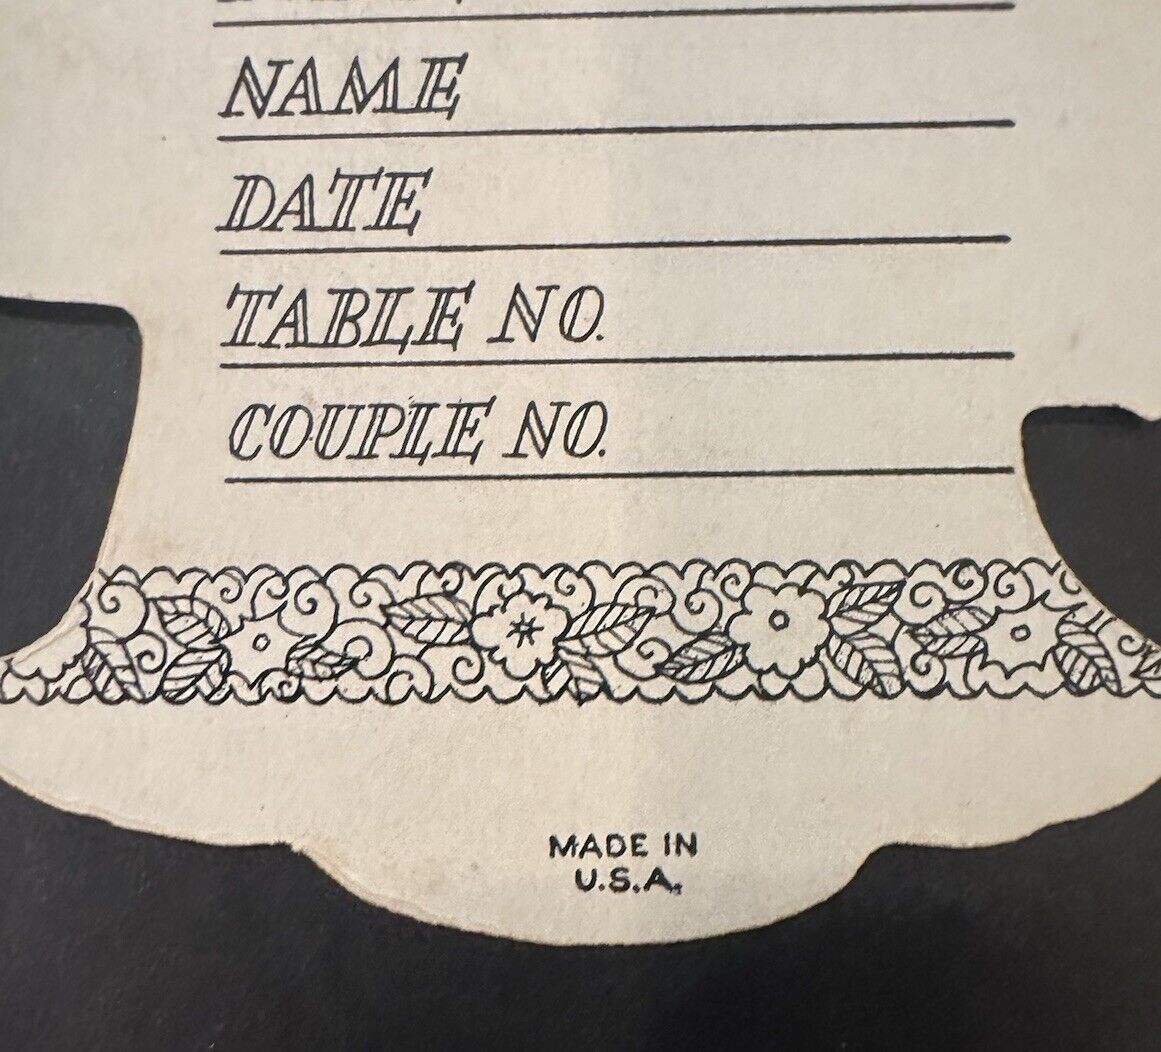 NAME
DATE
TABLE NO.
COUPLE NO.
MADE IN
U.S.A.